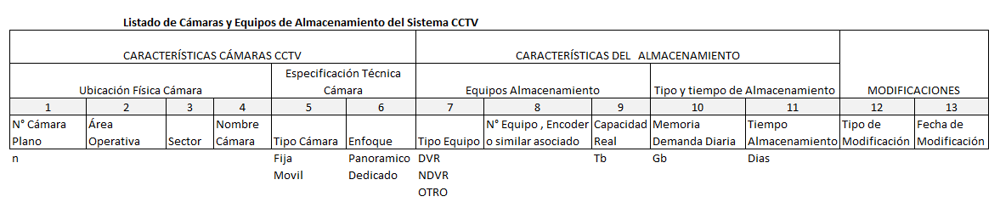 Listado de Cámaras y Equipos de Almacenamiento del Sistema CCTV
CARACTERÍSTICAS CÁMARAS CCTV CARACTERÍSTICAS DEL ALMACENAMIENTO
Especificación Técnica
Ubicación Física Cámara Cámara Equipos Almacenamiento Tipo y tiempo de Almacenamiento MODIFICACIONES
1 2 3 4 5 6 7 8 9 10 11 12 13
N° Cámara Área Nombre N° Equipo , Encoder Capacidad Memoria Tiempo Tipo de Fecha de
Plano Operativa Sector Cámara Tipo Cámara Enfoque Tipo Equipo o similar asociado Real Demanda Diaria Almacenamiento Modificación Modificación
n Fija Panoramico DVR Tb Gb Dias
Movil Dedicado NDVR
OTRO